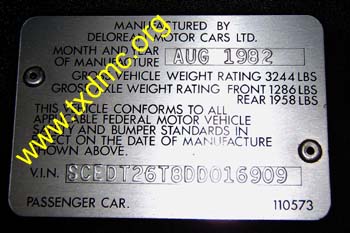 MANUFACTURED BY
DELOREAN MOTOR CARS LTD.
MONTH AND YEAR
OF MANUFACTURE AUG 1982
GROSS VEHICLE WEIGHT RATING 3244 LBS
GROSS AXLE WEIGHT RATING FRONT 1286 LBS
REAR 1958 LBS
THIS VEHICLE CONFORMS TO ALL
APPLICABLE FEDERAL MOTOR VEHICLE
SAFETY AND BUMPER STANDARDS IN
EFFECT ON THE DATE OF MANUFACTURE
SHOWN ABOVE.
V.I.N. SCEDT26T8DD016909
PASSENGER CAR. 110573
www.txdmc.org